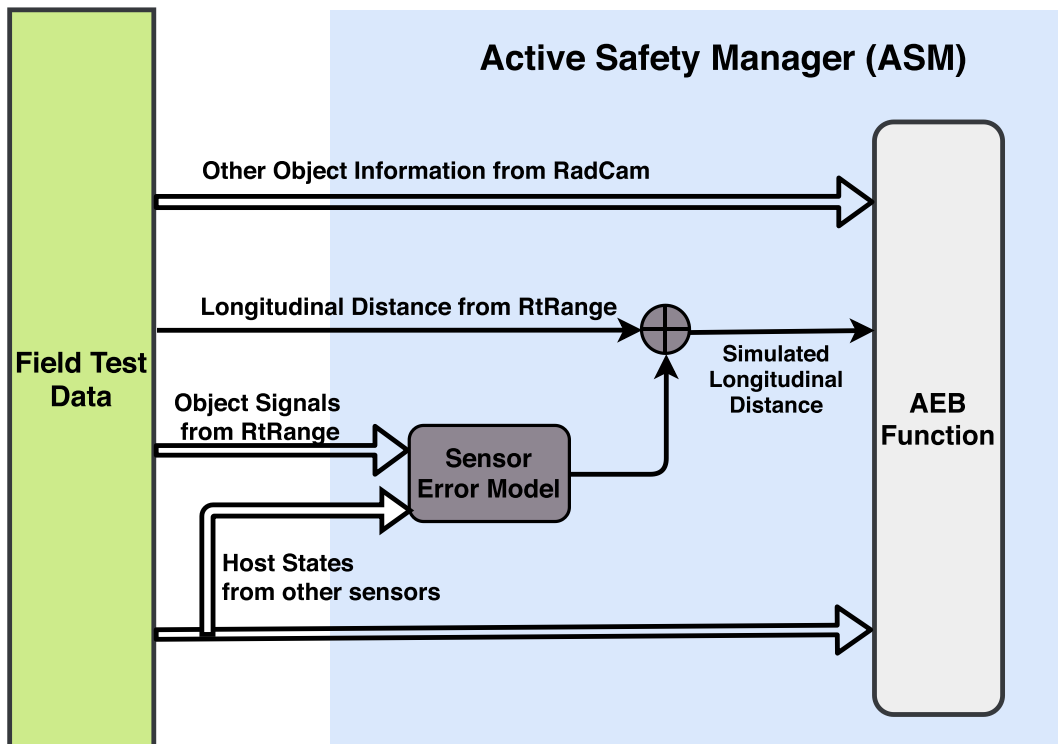 Active Safety Manager (ASM)
Other Object Information from RadCam
Longitudinal Distance from RtRange
Simulated
Longitudinal
Distance
Field Test
Data
Object Signals
from RtRange
AEB
Function
Sensor
Error Model
Host States
from other sensors